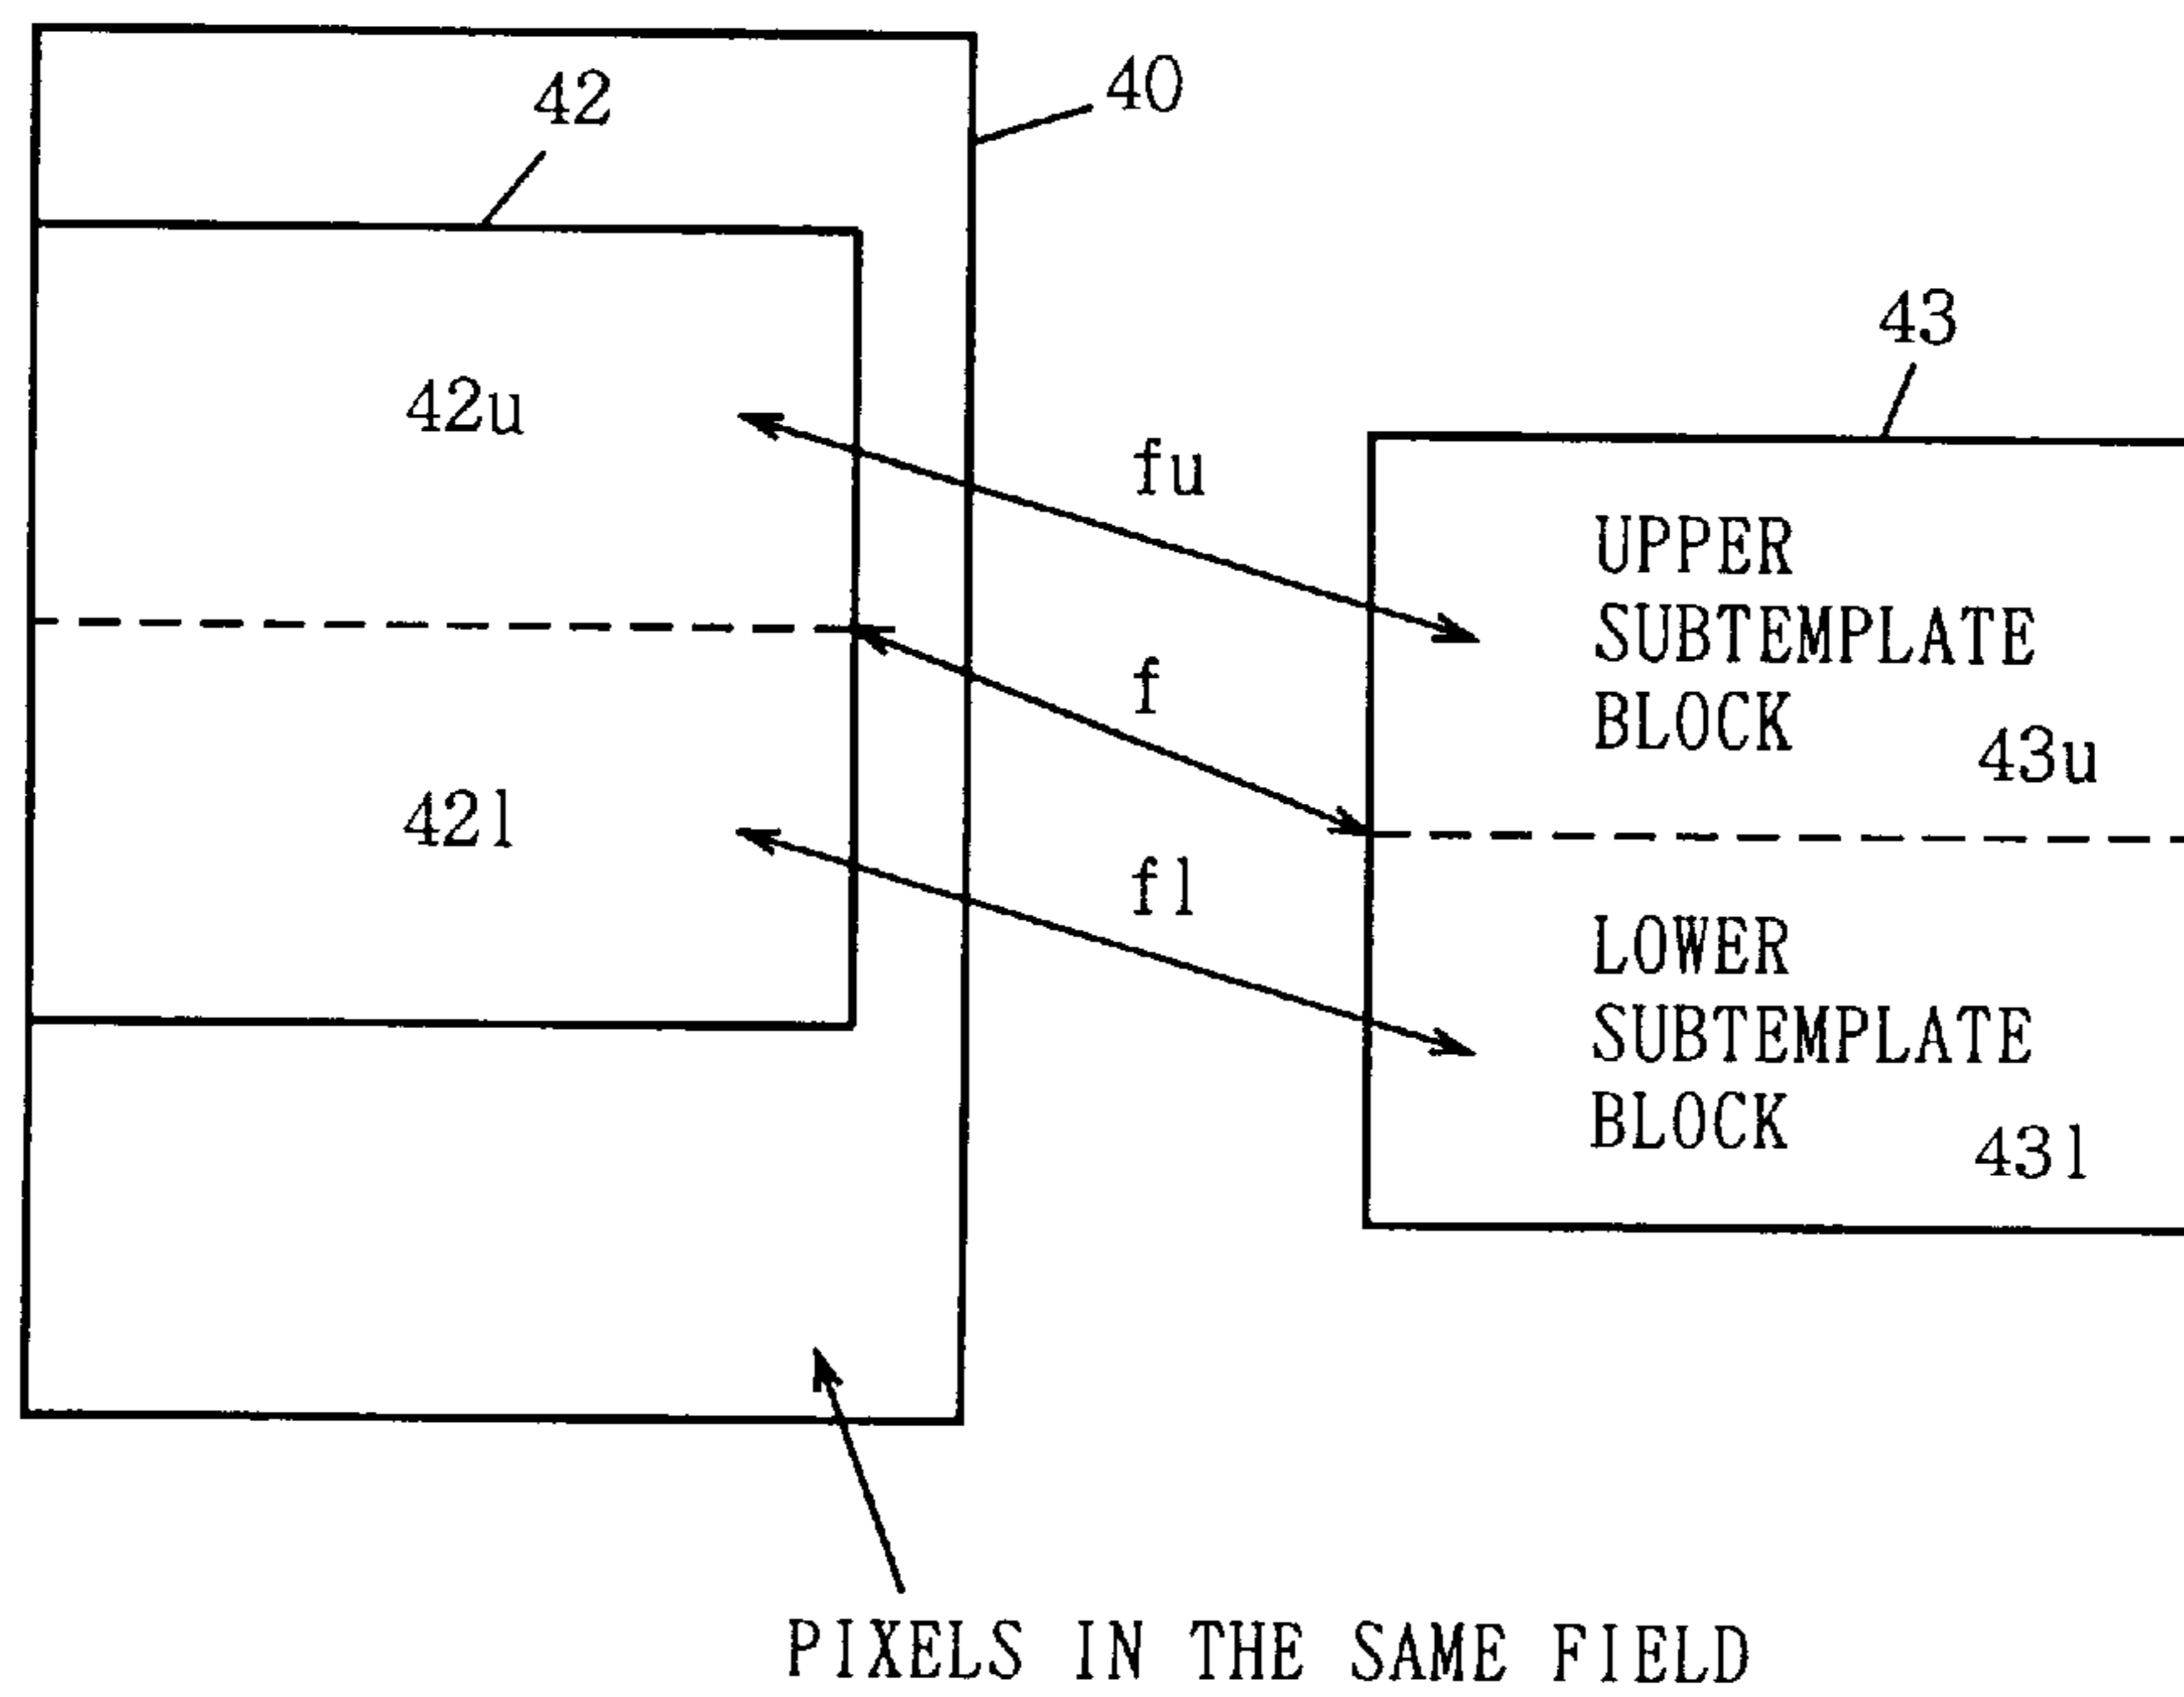 42
40
43
42u
fu
UPPER
SUBTEMPLATE
BLOCK
43u
f
42l
fl
LOWER
SUBTEMPLATE
BLOCK
43l
PIXELS IN THE SAME FIELD